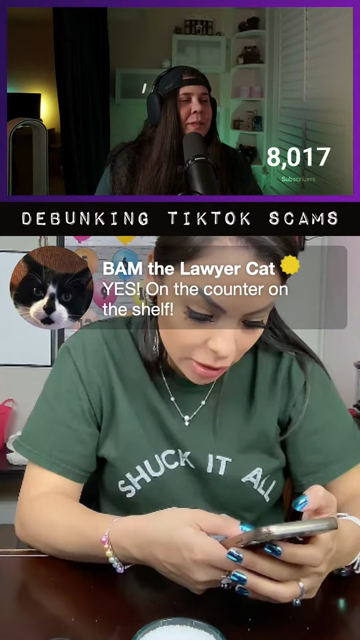 8,017
Subscribers
DEBUNKING TIKTOK SCAMS
BAM the Lawyer Cat
YES! On the counter on
the shelf!
SHUCK IT ALL